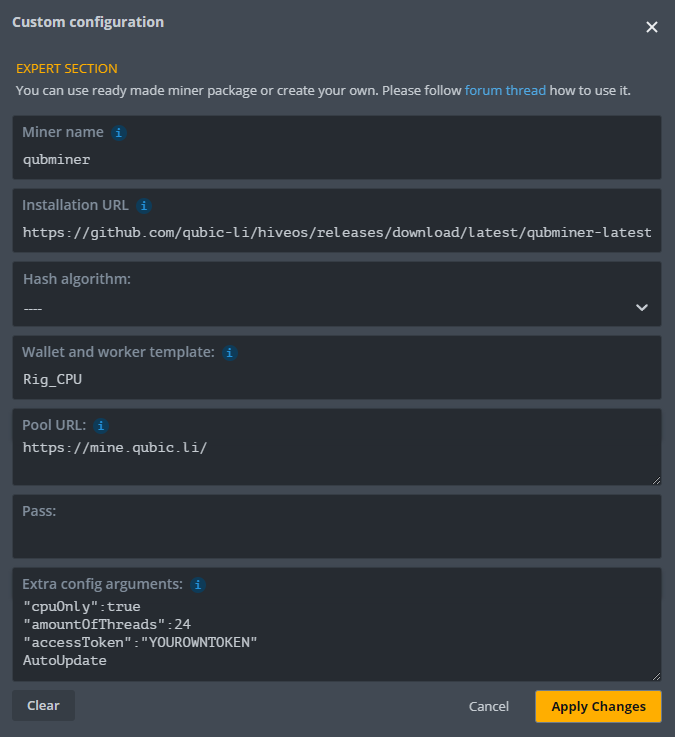 Custom configuration
EXPERT SECTION
You can use ready made miner package or create your own. Please follow forum thread how to use it.
Miner name
qubminer
Installation URL
https://github.com/qubic-li/hiveos/releases/download/latest/qubminer-latest
Hash algorithm:
----
Wallet and worker template:
Rig_CPU
Pool URL:
https://mine.qubic.li/
Pass:
Extra config arguments:
"cpuOnly":true
"amountOfThreads":24
"accessToken":"YOUROWNTOKEN"
AutoUpdate
Clear
Cancel
Apply Changes